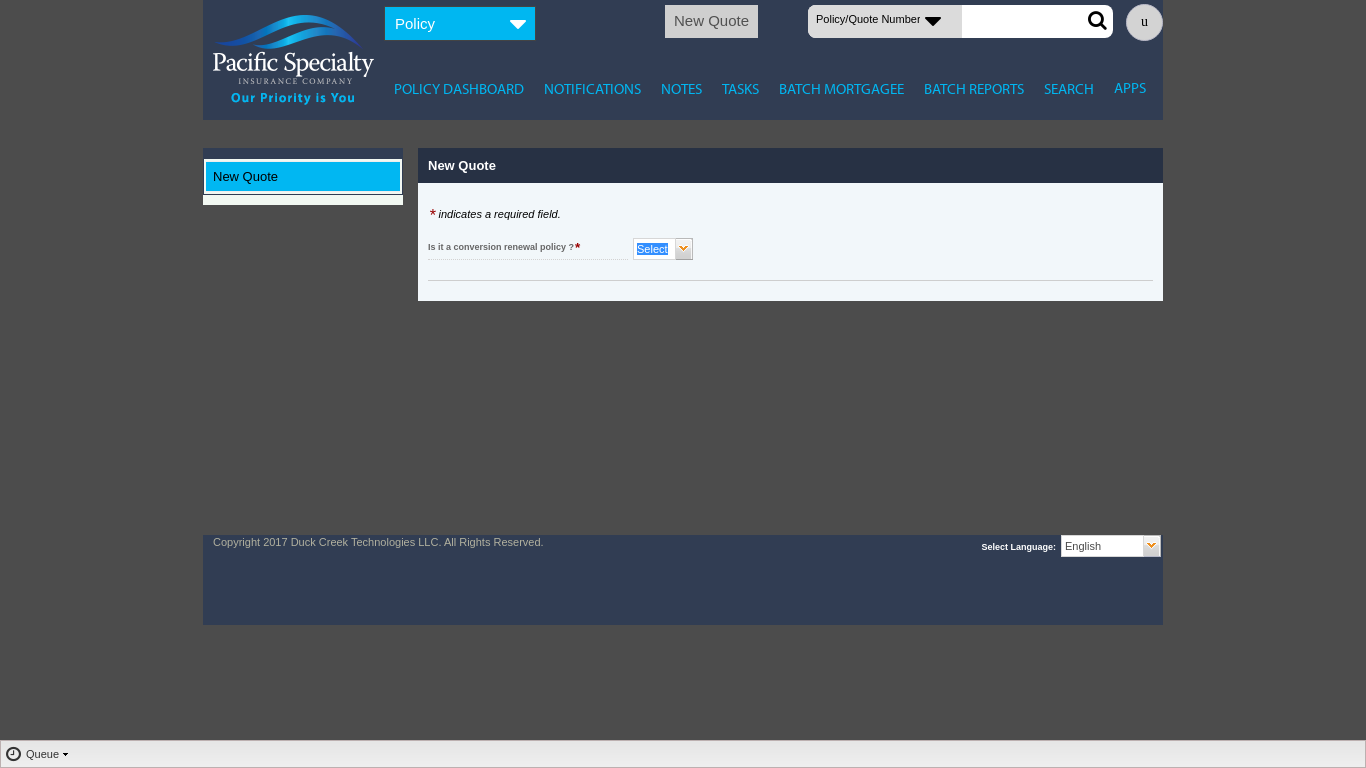 Policy
New Quote
Policy/Quote Number
u
Pacific Specialty
INSURANCE COMPANY
Our Priority is You
POLICY DASHBOARD NOTIFICATIONS NOTES TASKS BATCH MORTGAGEE BATCH REPORTS SEARCH APPS
New Quote
New Quote
* indicates a required field.
Is it a conversion renewal policy ?* Select
Copyright 2017 Duck Creek Technologies LLC. All Rights Reserved.
Select Language: English
Queue